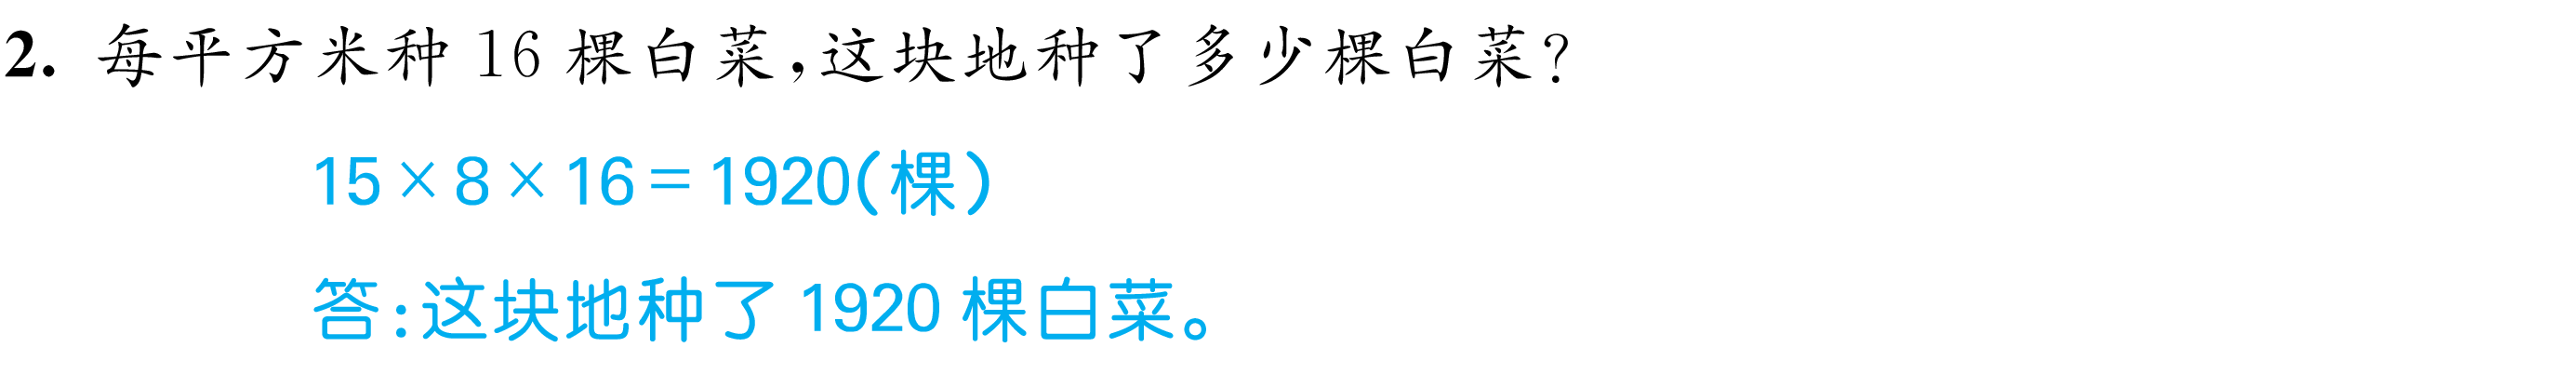 2. 每平方米种 16 棵白菜,这块地种了多少棵白菜?
15×8×16=1920(棵)
答:这块地种了 1920 棵白菜。